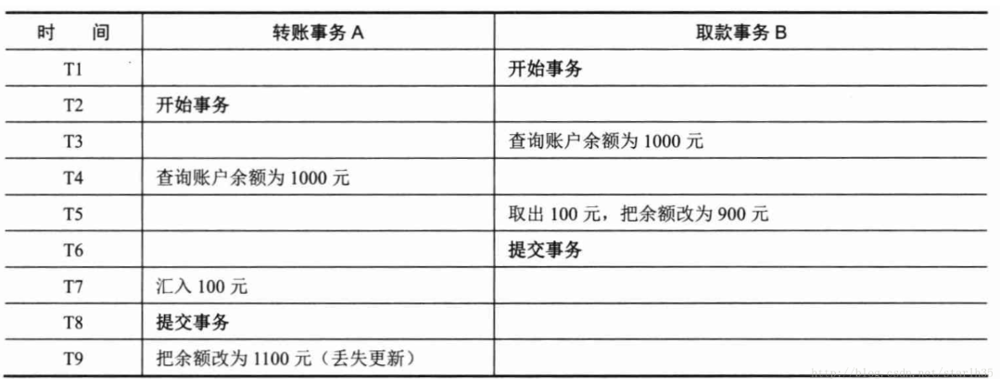 时 间 转账事务 A 取款事务 B
T1 开始事务
T2 开始事务
T3 查询账户余额为 1000 元
T4 查询账户余额为 1000 元
T5 取出 100 元，把余额改为 900 元
T6 提交事务
T7 汇入 100 元
T8 提交事务
T9 把余额改为 1100 元（丢失更新）